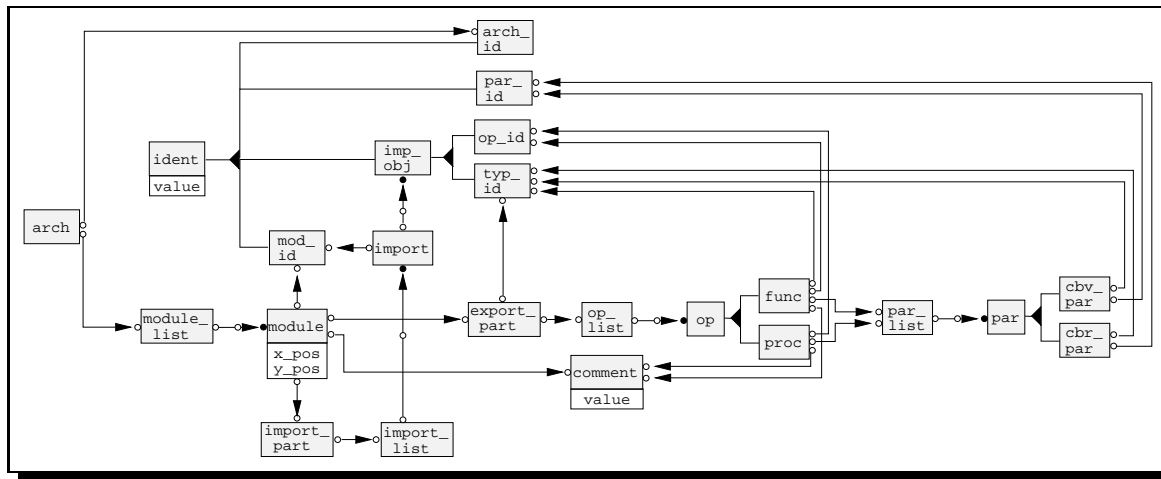 arch_
id
par_
id
op_id
imp_
obj
ident
value
typ_
id
arch
mod_
id
import
module_
list
module
x_pos
y_pos
export_
part
op_
list
op
func
proc
par_
list
par
cbv_
par
cbr_
par
comment
value
import_
part
import_
list